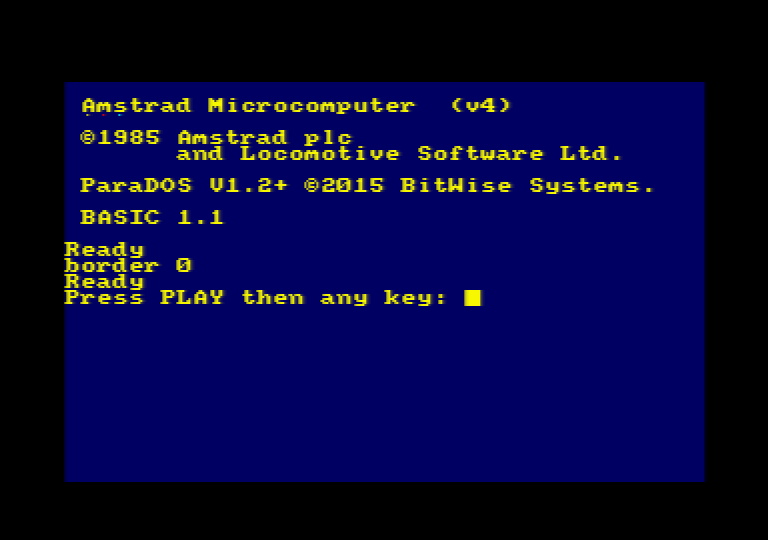 Amstrad Microcomputer (v4)
©1985 Amstrad plc
and Locomotive Software Ltd.
ParaDOS V1.2+ ©2015 BitWise Systems.
BASIC 1.1
Ready
border 0
Ready
Press PLAY then any key: